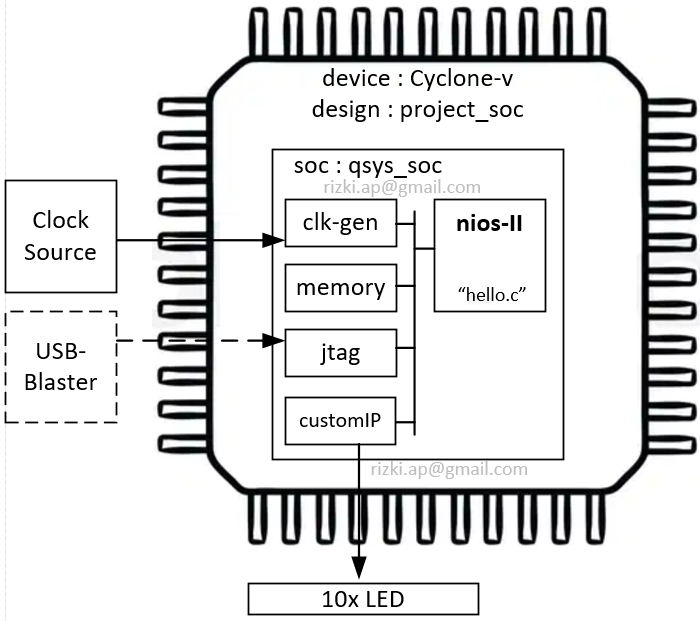 device : Cyclone-v
design : project_soc
soc : qsys_soc
rizki.ap@gmail.com
Clock
Source
clk-gen
nios-II
memory
“hello.c”
USB-
Blaster
jtag
customIP
rizki.ap@gmail.com
10x LED